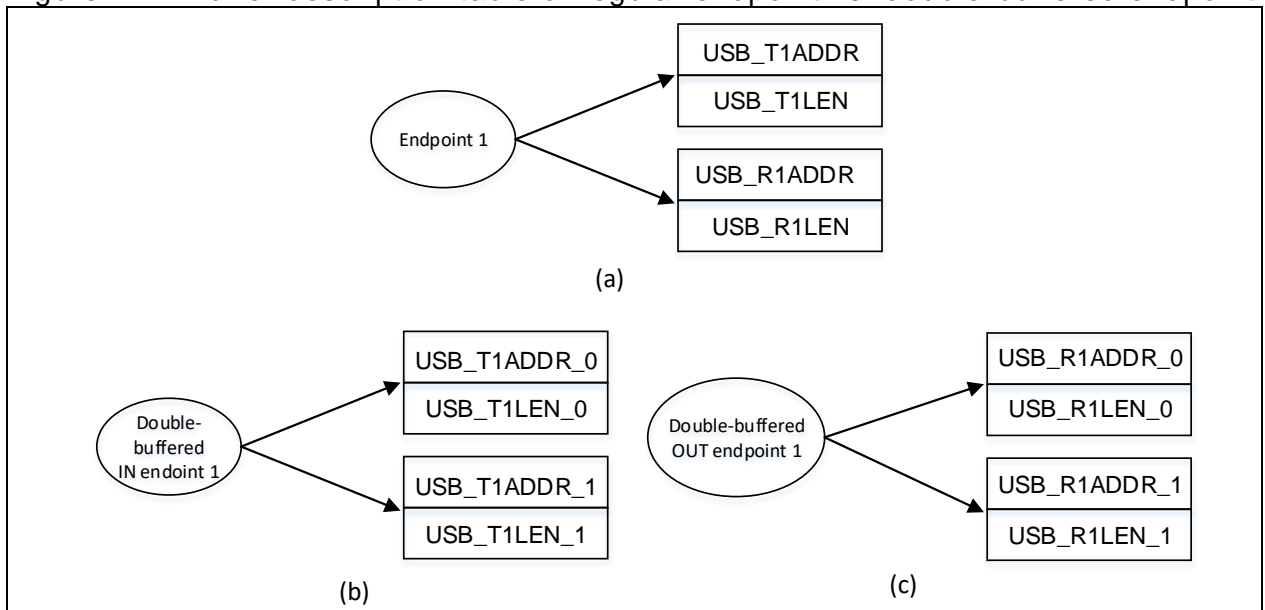 USB_T1ADDR
USB_T1LEN
Endpoint 1
USB_R1ADDR
USB_R1LEN
(a)
USB_T1ADDR_0
USB_T1LEN_0
Double-
buffered
IN endoint 1
USB_T1ADDR_1
USB_T1LEN_1
(b)
USB_R1ADDR_0
USB_R1LEN_0
Double-buffered
OUT endpoint 1
USB_R1ADDR_1
USB_R1LEN_1
(c)